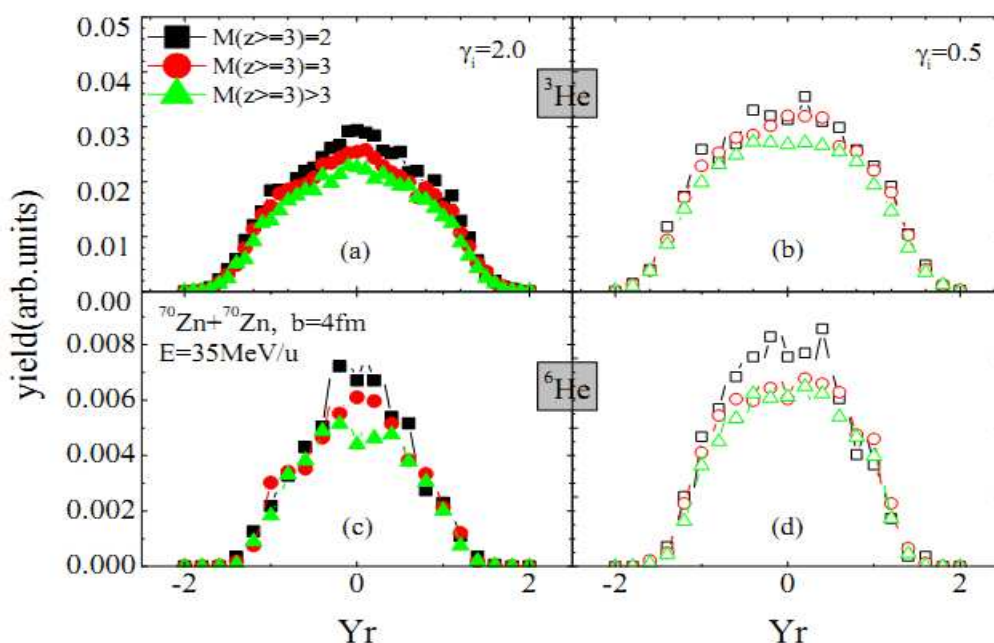 0.05
0.04
0.03
0.02
0.01
0.00
0.008
0.006
0.004
0.002
0.000
yield(arb.units)
M(z>=3)=2
M(z>=3)=3
M(z>=3)>3
γi=2.0
³He
γi=0.5
(a)
(b)
⁷⁰Zn+⁷⁰Zn, b=4fm
E=35MeV/u
⁶He
(c)
(d)
-2 0 2
-2 0 2
Yr
Yr